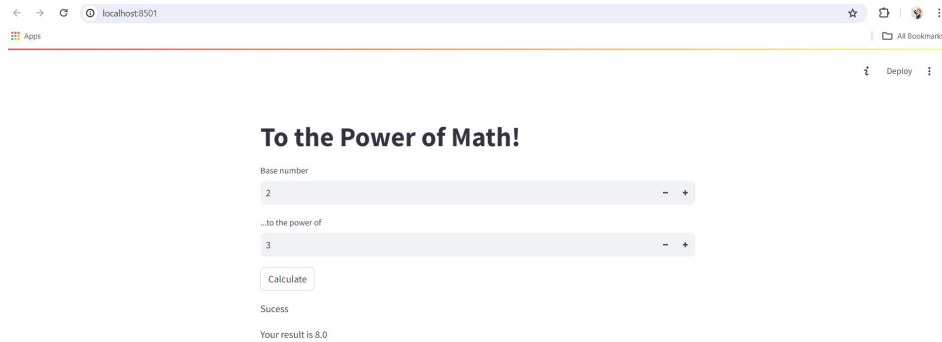 localhost:8501
Apps
All Bookmarks
Deploy
To the Power of Math!
Base number
2
...to the power of
3
Calculate
Sucess
Your result is 8.0